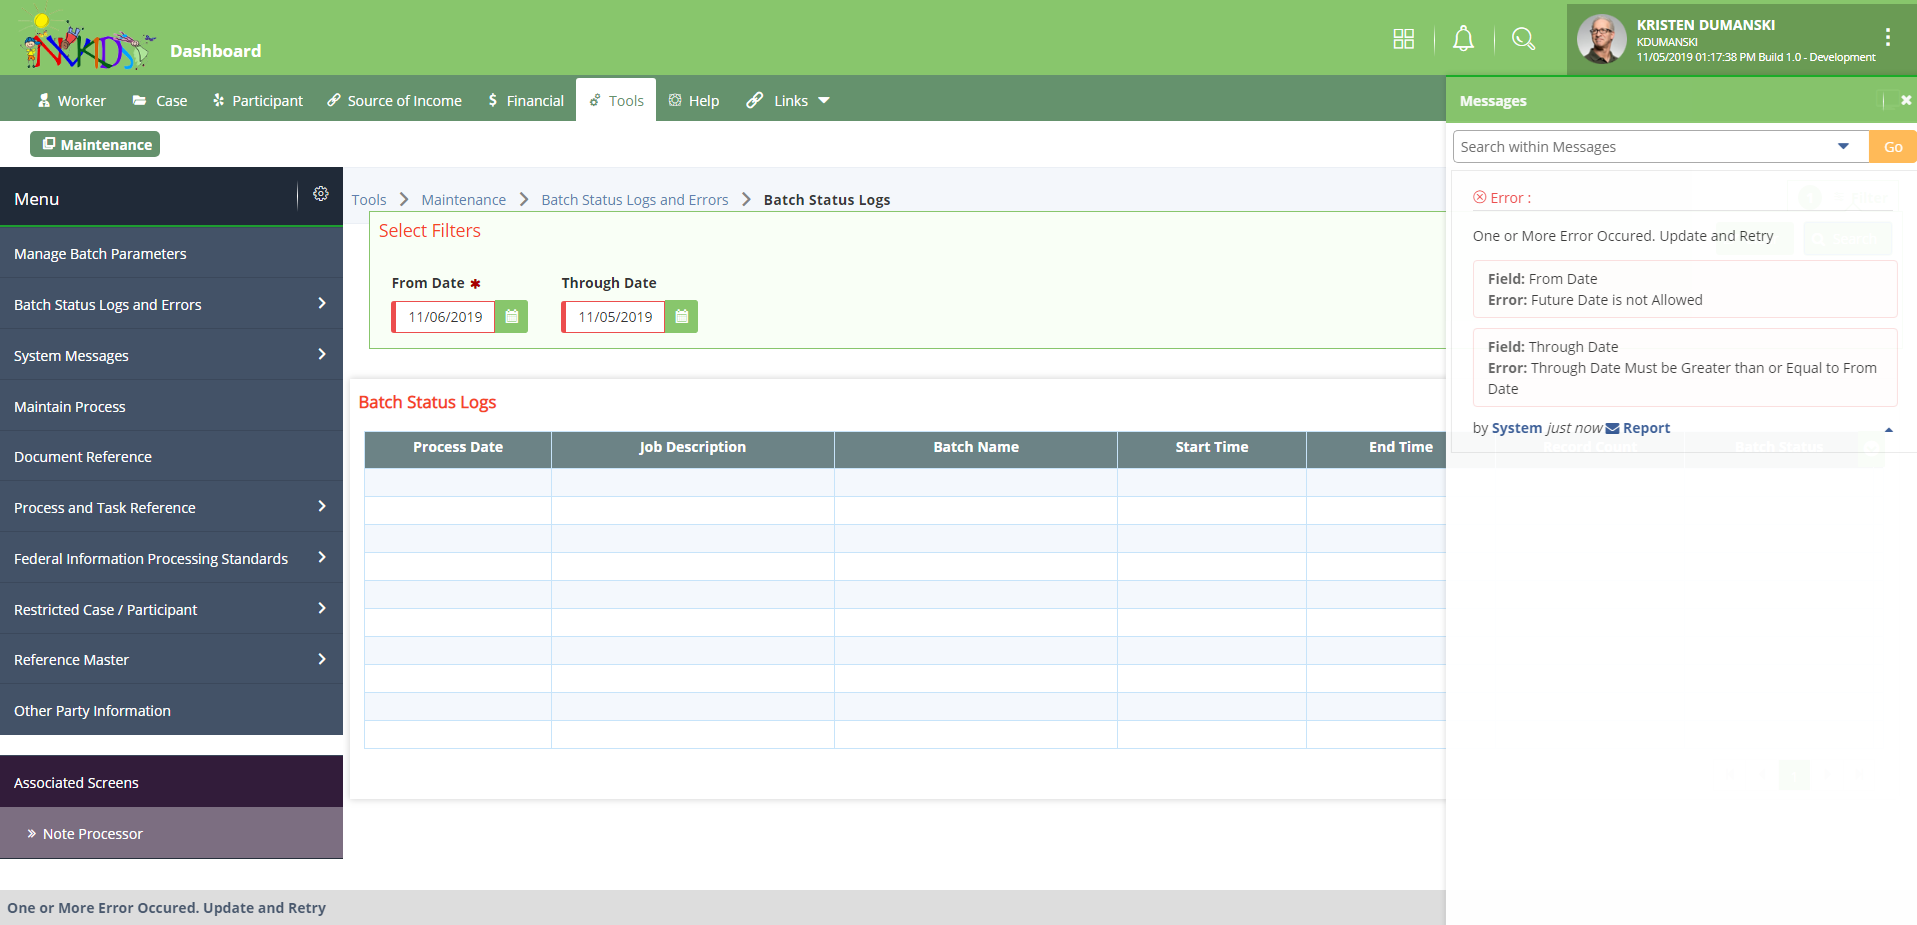 NVKIDS
Dashboard
KRISTEN DUMANSKI
KDUMANSKI
11/05/2019 01:17:38 PM Build 1.0 - Development
Worker
Case
Participant
Source of Income
$ Financial
Tools
Help
Links
Maintenance
Messages
Search within Messages
Go
Menu
Tools > Maintenance > Batch Status Logs and Errors > Batch Status Logs
Manage Batch Parameters
Batch Status Logs and Errors
System Messages
Maintain Process
Document Reference
Process and Task Reference
Federal Information Processing Standards
Restricted Case / Participant
Reference Master
Other Party Information
Associated Screens
» Note Processor
Select Filters
From Date *
Through Date
11/06/2019
11/05/2019
Batch Status Logs
Process Date
Job Description
Batch Name
Start Time
End Time
Record Count
Batch Status
Error :
One or More Error Occured. Update and Retry
Field: From Date
Error: Future Date is not Allowed
Field: Through Date
Error: Through Date Must be Greater than or Equal to From
Date
by System just now Report
One or More Error Occured. Update and Retry